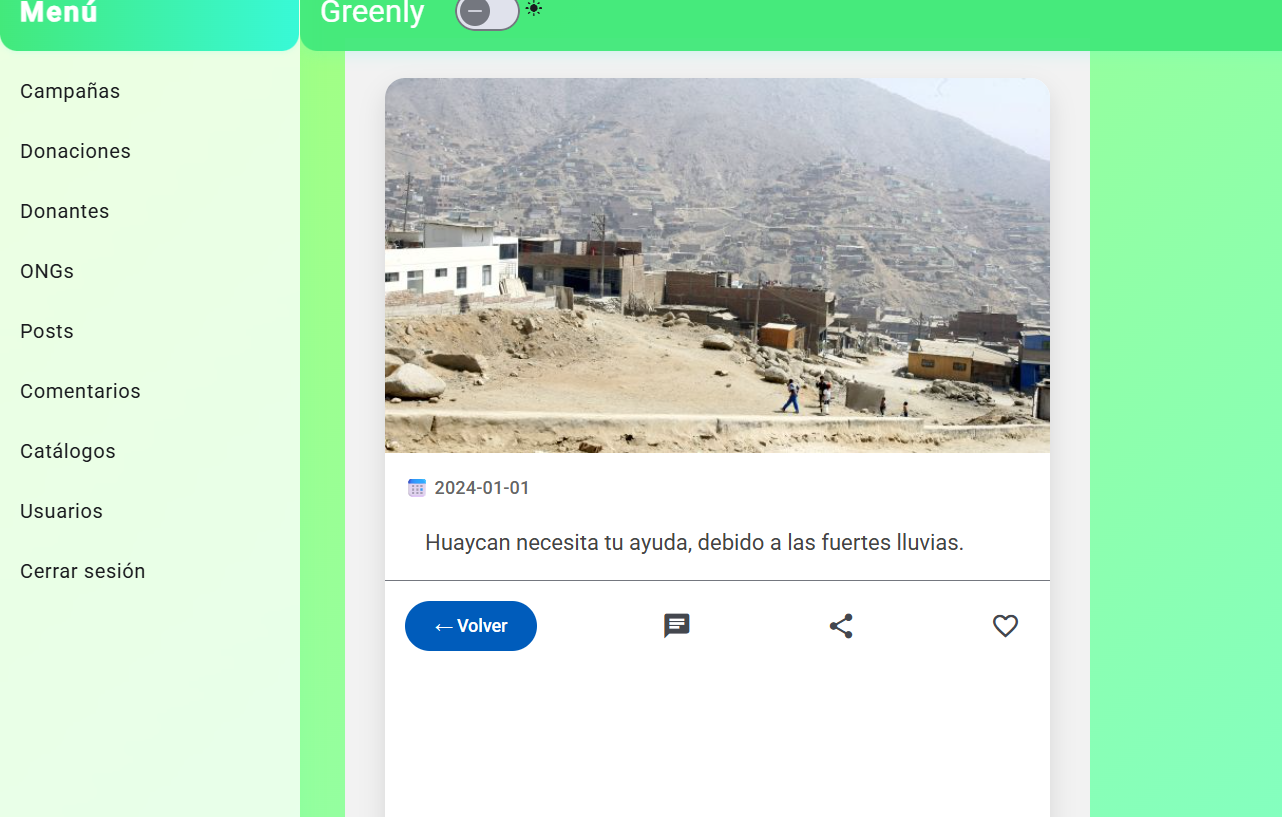 Menú
Greenly
Campañas
Donaciones
Donantes
ONGs
Posts
Comentarios
Catálogos
Usuarios
Cerrar sesión
2024-01-01
Huaycan necesita tu ayuda, debido a las fuertes lluvias.
← Volver